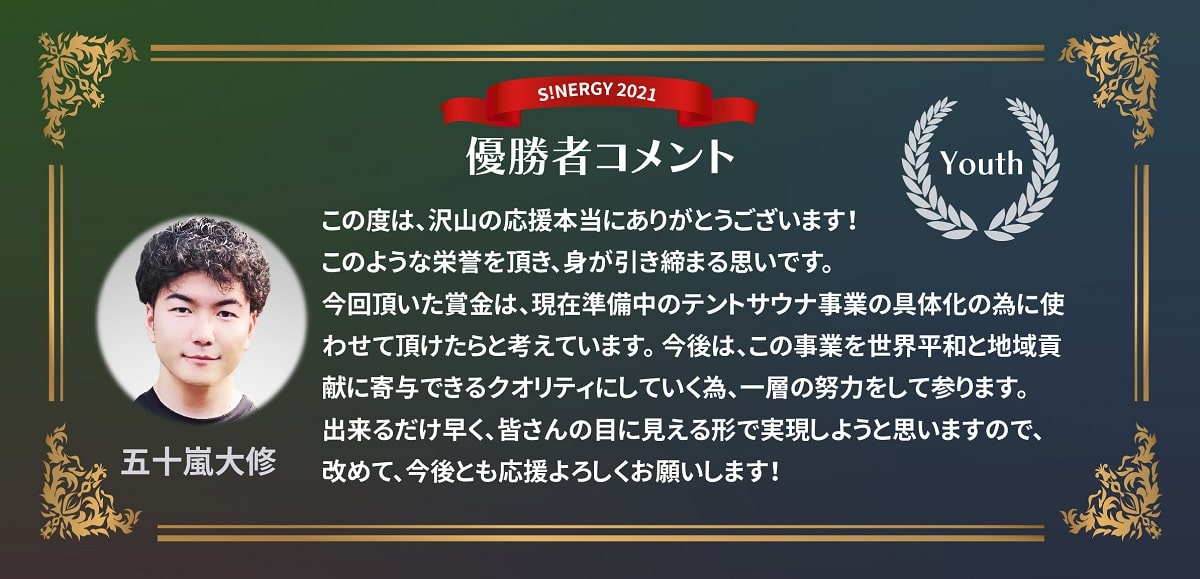 S!NERGY 2021
優勝者コメント
Youth
この度は、沢山の応援本当にありがとうございます！
このような栄誉を頂き、身が引き締まる思いです。
今回頂いた賞金は、現在準備中のテントサウナ事業の具体化の為に使
わせて頂けたらと考えています。今後は、この事業を世界平和と地域貢
献に寄与できるクオリティにしていく為、一層の努力をして参ります。
出来るだけ早く、皆さんの目に見える形で実現しようと思いますので、
改めて、今後とも応援よろしくお願いします！
五十嵐大修